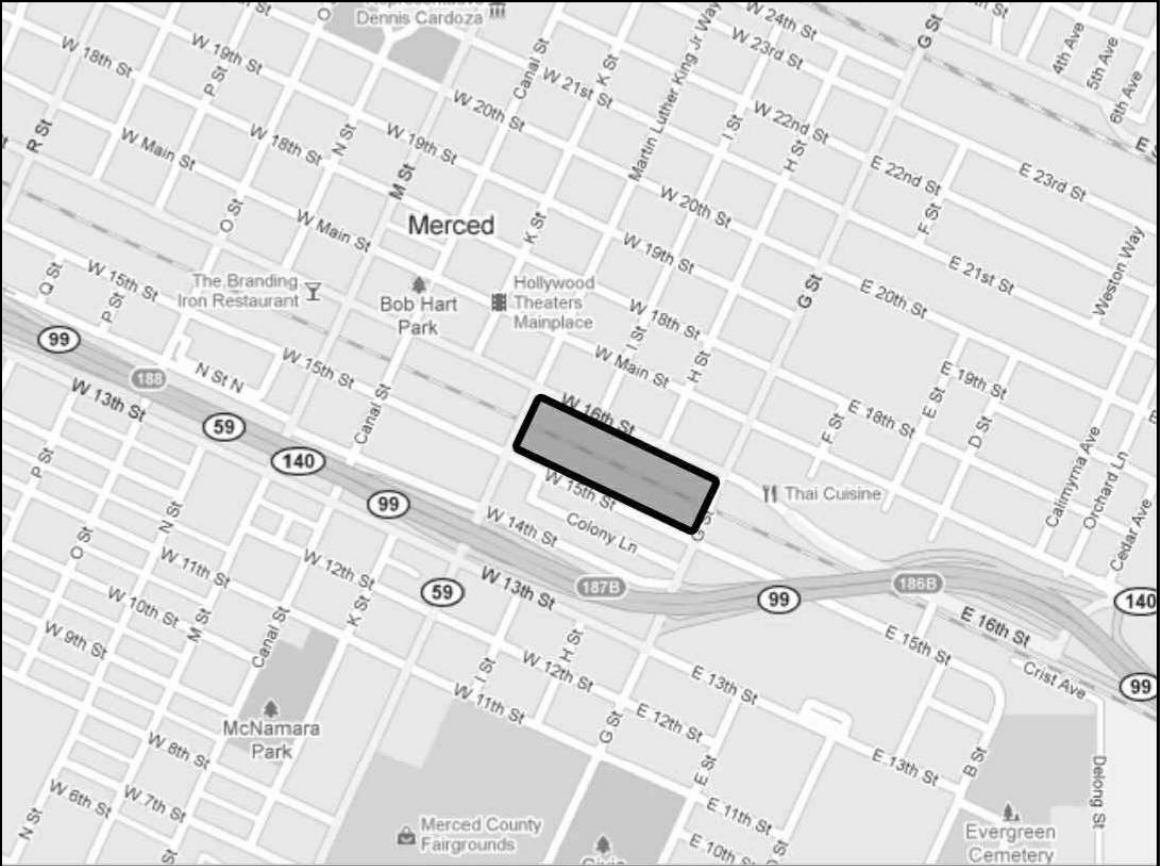 Dennis Cardoza
W 24th St
G St
W 18th St
W 19th St
P St
Canal St
K St
W 23rd St
Martin Luther King Jr Way
4th Ave
5th Ave
6th Ave
W 21st St
W 20th St
I St
W 22nd St
H St
R St
W Main St
W 18th St
N St
W 19th St
M St
E 22nd St
E 23rd St
O St
W Main St
Merced
K St
W 20th St
F St
W 19th St
E 21st St
Weston Way
Q St
W 15th St
P St
The Branding
Iron Restaurant
Bob Hart
Park
Hollywood
Theaters
Mainplace
G St
E 20th St
W 18th St
I St
99
188
N St N
W 15th St
W Main St
H St
E 19th St
W 13th St
59
Canal St
W 16th St
E St
F St
E 18th St
D St
140
P St
99
W 15th St
Thai Cuisine
Calimyrna Ave
Orchard Ln
Cedar Ave
N St
W 14th St
Colony Ln
O St
W 11th St
W 12th St
59
W 13th St
187B
99
186B
140
W 10th St
M St
Canal St
K St
E 16th St
W 9th St
H St
E 15th St
I St
W 12th St
E 13th St
Crist Ave
99
W 11th St
McNamara
Park
G St
E 12th St
W 8th St
E 13th St
B St
E St
Delong St
W 6th St
W 7th St
N St
Merced County
Fairgrounds
E 11th St
E 10th St
Evergreen
Cemetery